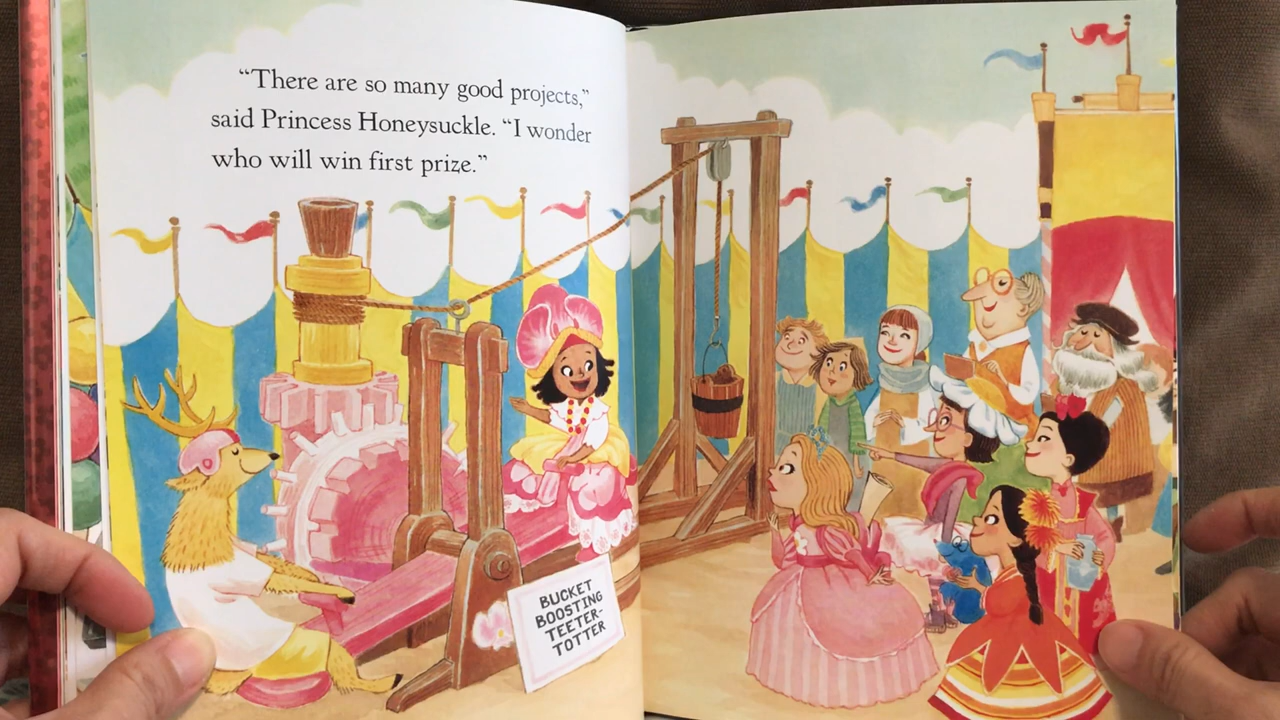 “There are so many good projects,”
said Princess Honeysuckle. “I wonder
who will win first prize.”
BUCKET
BOOSTING
TEETER-
TOTTER